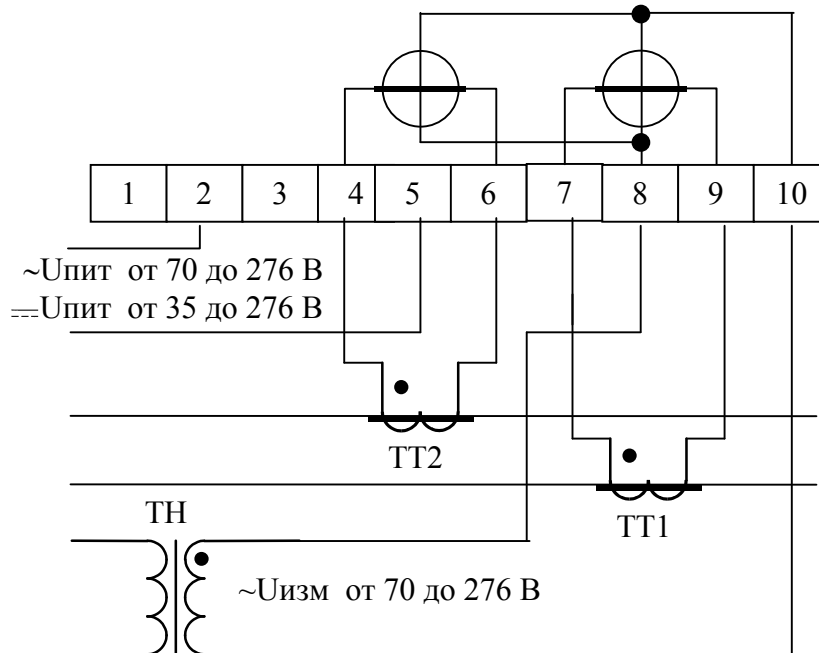 1 2 3 4 5 6 7 8 9 10
~Uпит от 70 до 276 В
Uпит от 35 до 276 В
ТТ2
ТН
ТТ1
~Uизм от 70 до 276 В